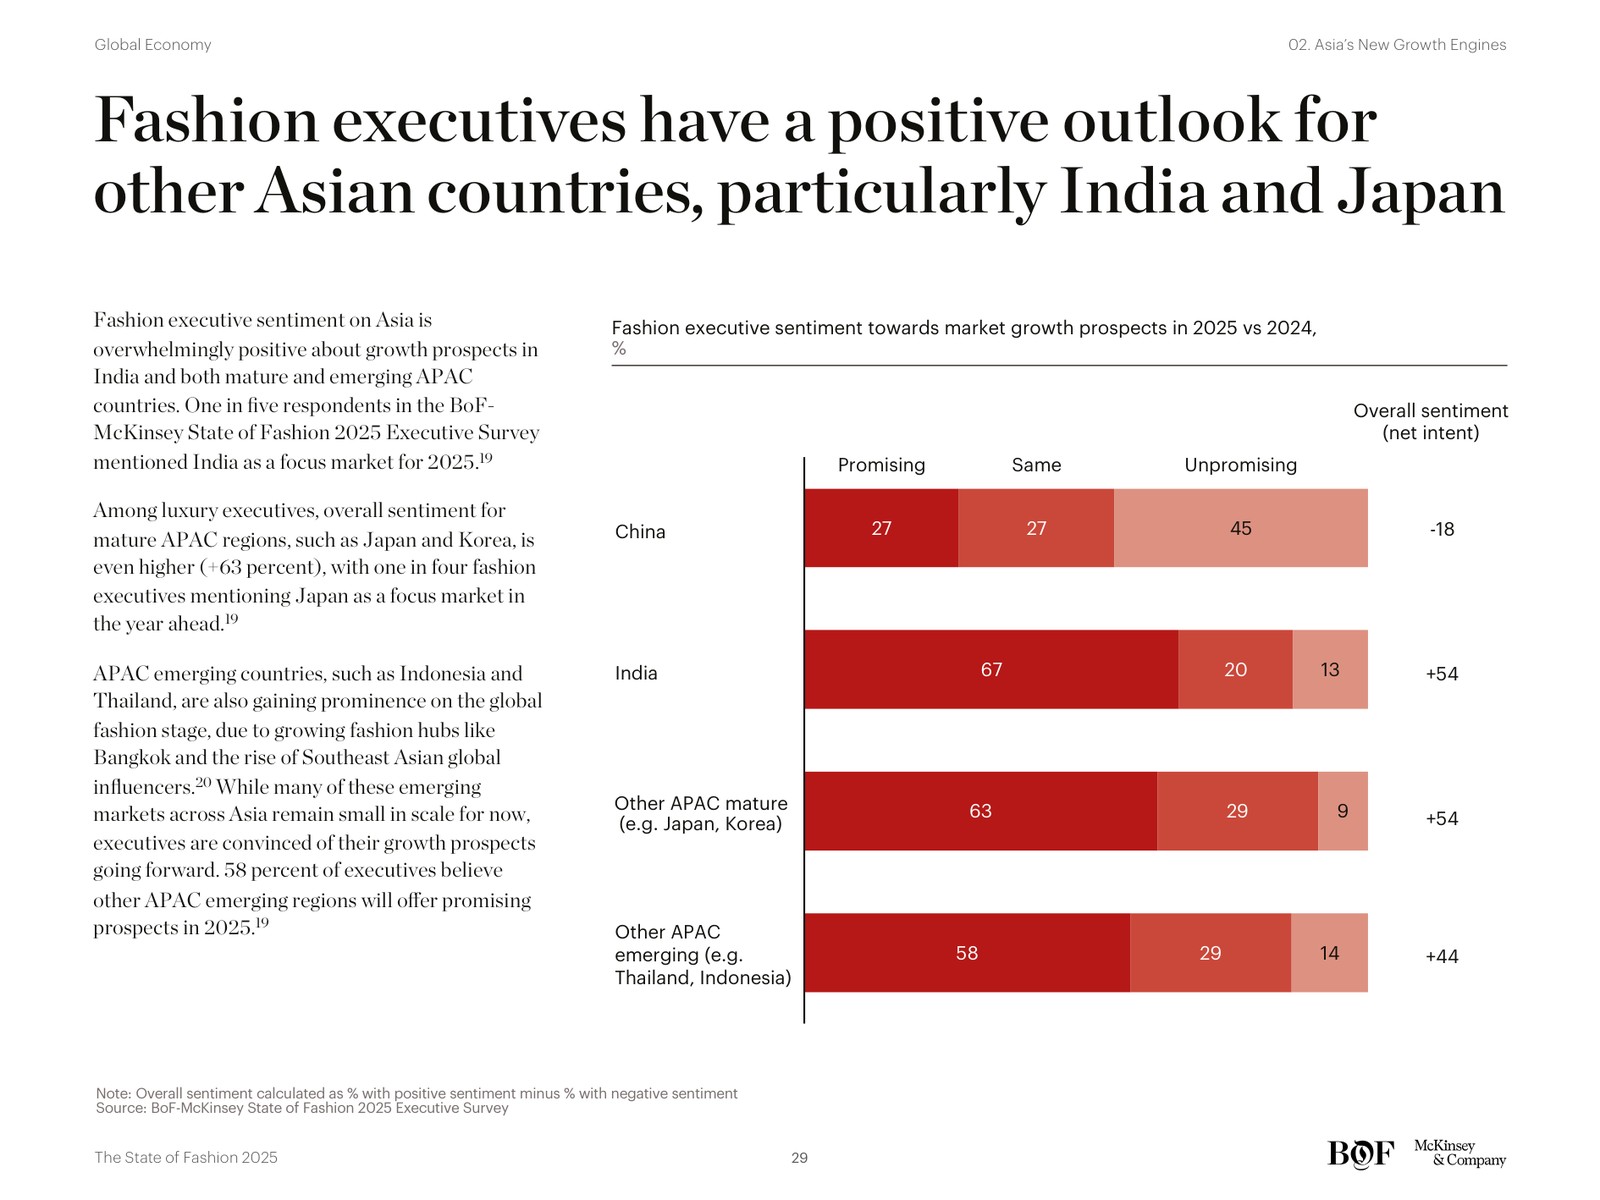 Global Economy
02. Asia’s New Growth Engines
Fashion executives have a positive outlook for
other Asian countries, particularly India and Japan
Fashion executive sentiment on Asia is
overwhelmingly positive about growth prospects in
India and both mature and emerging APAC
countries. One in five respondents in the BoF-
McKinsey State of Fashion 2025 Executive Survey
mentioned India as a focus market for 2025.19
Among luxury executives, overall sentiment for
mature APAC regions, such as Japan and Korea, is
even higher (+63 percent), with one in four fashion
executives mentioning Japan as a focus market in
the year ahead.19
APAC emerging countries, such as Indonesia and
Thailand, are also gaining prominence on the global
fashion stage, due to growing fashion hubs like
Bangkok and the rise of Southeast Asian global
influencers.20 While many of these emerging
markets across Asia remain small in scale for now,
executives are convinced of their growth prospects
going forward. 58 percent of executives believe
other APAC emerging regions will offer promising
prospects in 2025.19
Fashion executive sentiment towards market growth prospects in 2025 vs 2024,
%
Overall sentiment
(net intent)
Promising Same Unpromising
China 27 27 45 -18
India 67 20 13 +54
Other APAC mature
(e.g. Japan, Korea) 63 29 9 +54
Other APAC
emerging (e.g.
Thailand, Indonesia) 58 29 14 +44
Note: Overall sentiment calculated as % with positive sentiment minus % with negative sentiment
Source: BoF-McKinsey State of Fashion 2025 Executive Survey
The State of Fashion 2025
29
BOF
McKinsey
& Company